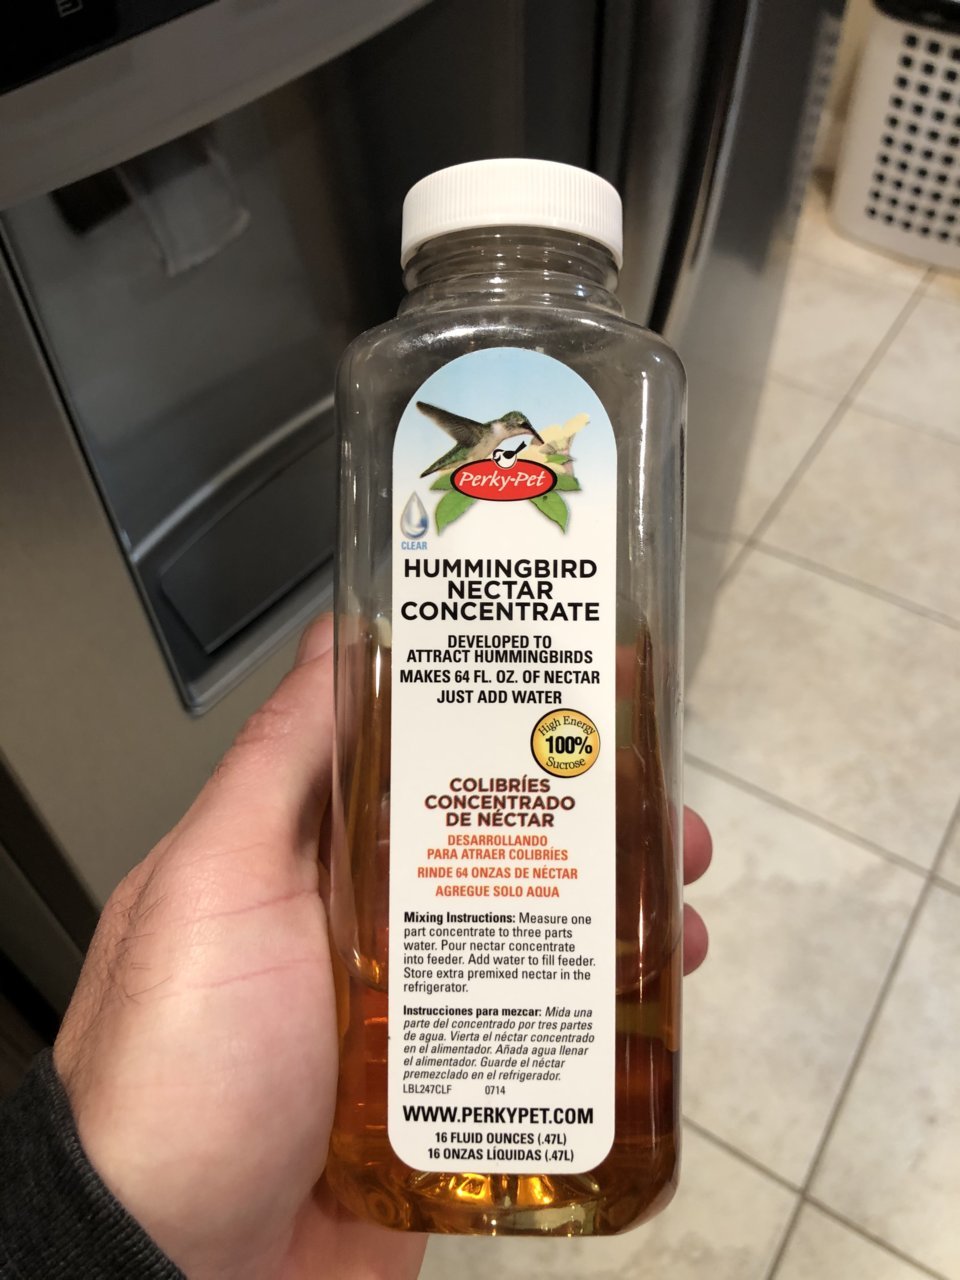 Perky-Pet
CLEAR
HUMMINGBIRD
NECTAR
CONCENTRATE
DEVELOPED TO
ATTRACT HUMMINGBIRDS
MAKES 64 FL. OZ. OF NECTAR
JUST ADD WATER
High Energy
100%
Sucrose
COLIBRÍES
CONCENTRADO
DE NÉCTAR
DESARROLLANDO
PARA ATRAER COLIBRÍES
RINDE 64 ONZAS DE NÉCTAR
AGREGUE SOLO AQUA
Mixing Instructions: Measure one
part concentrate to three parts
water. Pour nectar concentrate
into feeder. Add water to fill feeder.
Store extra premixed nectar in the
refrigerator.
Instrucciones para mezcar: Mida una
parte del concentrado por tres partes
de agua. Vierta el néctar concentrado
en el alimentador. Añada agua llenar
el alimentador. Guarde el néctar
premezclado en el refrigerador.
LBL247CLF 0714
WWW.PERKYPET.COM
16 FLUID OUNCES (.47L)
16 ONZAS LÍQUIDAS (.47L)